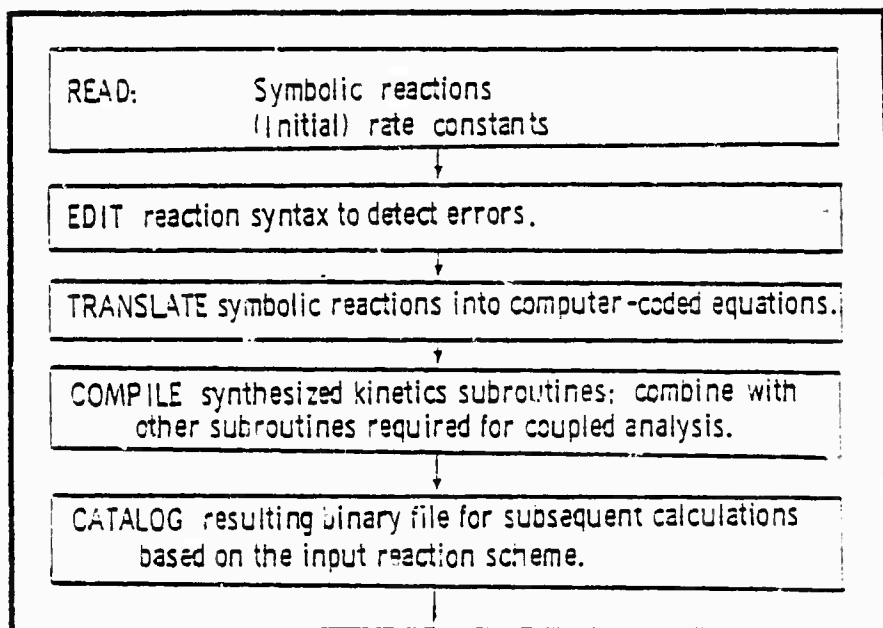 READ: Symbolic reactions
(Initial) rate constants
EDIT reaction syntax to detect errors.
TRANSLATE symbolic reactions into computer-coded equations.
COMPILE synthesized kinetics subroutines; combine with
other subroutines required for coupled analysis.
CATALOG resulting binary file for subsequent calculations
based on the input reaction scheme.